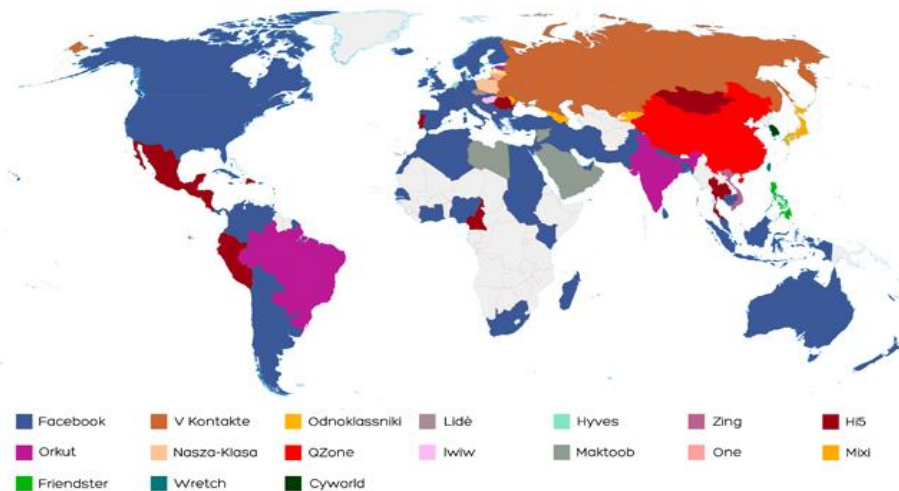 Facebook V Kontakte Odnoklassniki Lidè Hyves Zing Hi5
Orkut Nasza-Klasa QZone Iwiw Maktoob One Mixi
Friendster Wretch Cyworld